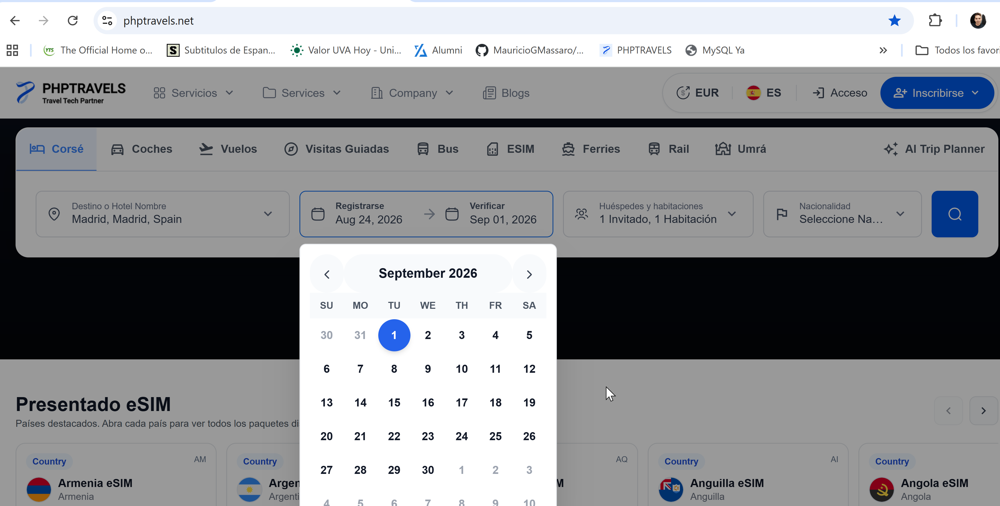 phptravels.net
The Official Home o...
Subtitulos de Espan...
Valor UVA Hoy - Uni...
Alumni
MauricioGMassaro/...
PHPTRAVELS
MySQL Ya
Todos los favori
PHPTRAVELS
Travel Tech Partner
Servicios
Services
Company
Blogs
EUR
ES
Acceso
Inscribirse
Corsé
Coches
Vuelos
Visitas Guiadas
Bus
ESIM
Ferries
Rail
Umrá
AI Trip Planner
Destino o Hotel Nombre
Madrid, Madrid, Spain
Registrarse
Aug 24, 2026
Verificar
Sep 01, 2026
Huéspedes y habitaciones
1 Invitado, 1 Habitación
Nacionalidad
Seleccione Na...
September 2026
SU MO TU WE TH FR SA
30 31 1 2 3 4 5
6 7 8 9 10 11 12
13 14 15 16 17 18 19
20 21 22 23 24 25 26
27 28 29 30 1 2 3
4 5 6 7 8 9 10
Presentado eSIM
Países destacados. Abra cada país para ver todos los paquetes di
Country
AM
Armenia eSIM
Armenia
Country
Argen
Argenti
AQ
M
Country
AI
Anguilla eSIM
Anguilla
Country
Angola eSIM
Angola